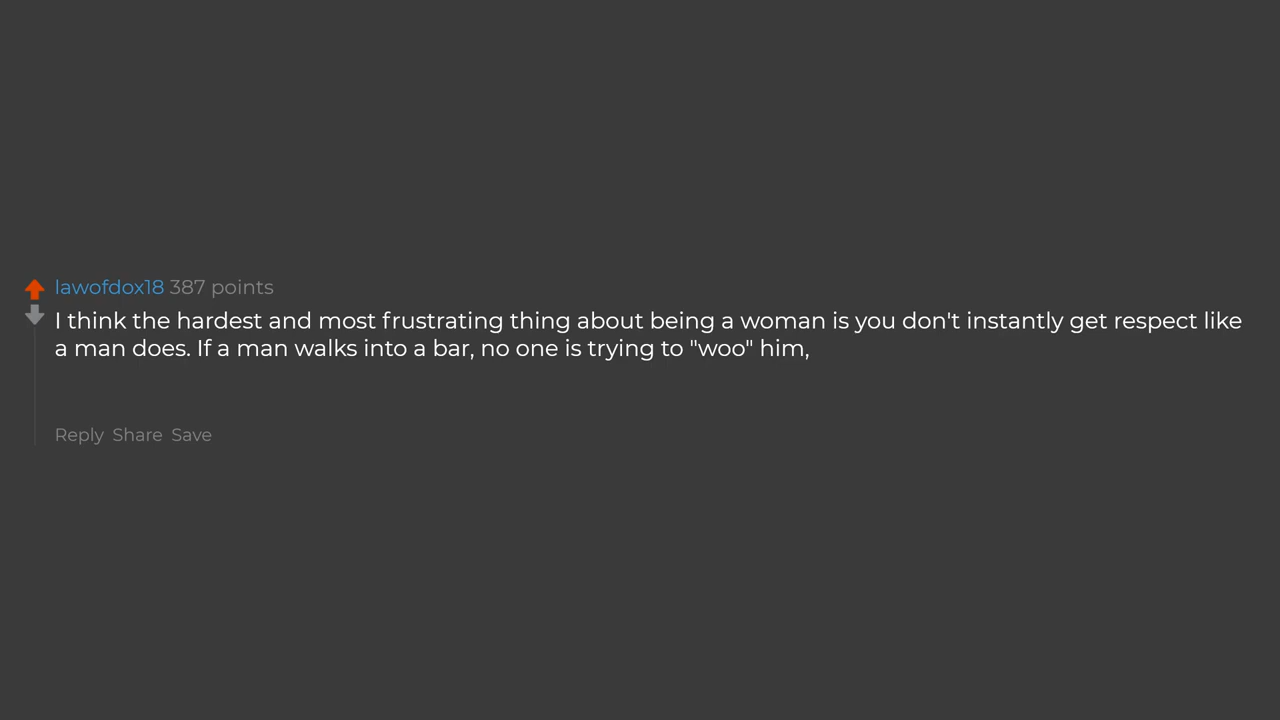 lawofdox18 387 points
I think the hardest and most frustrating thing about being a woman is you don't instantly get respect like
a man does. If a man walks into a bar, no one is trying to "woo" him,
Reply Share Save